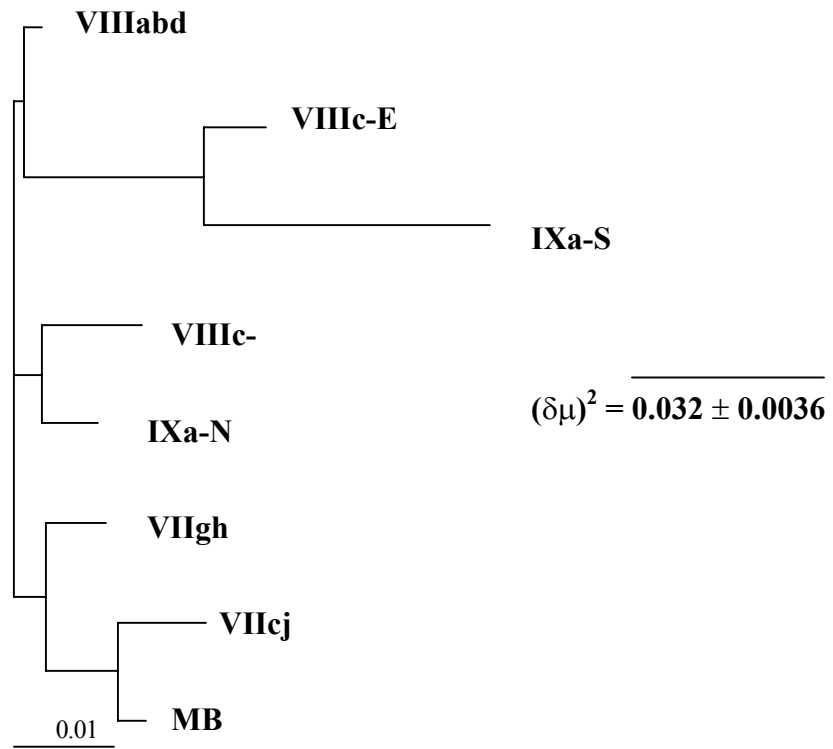 VIIIabd
VIIIc-E
IXa-S
VIIIc-
(δμ)² = 0.032 ± 0.0036
IXa-N
VIIgh
VIIcj
MB
0.01